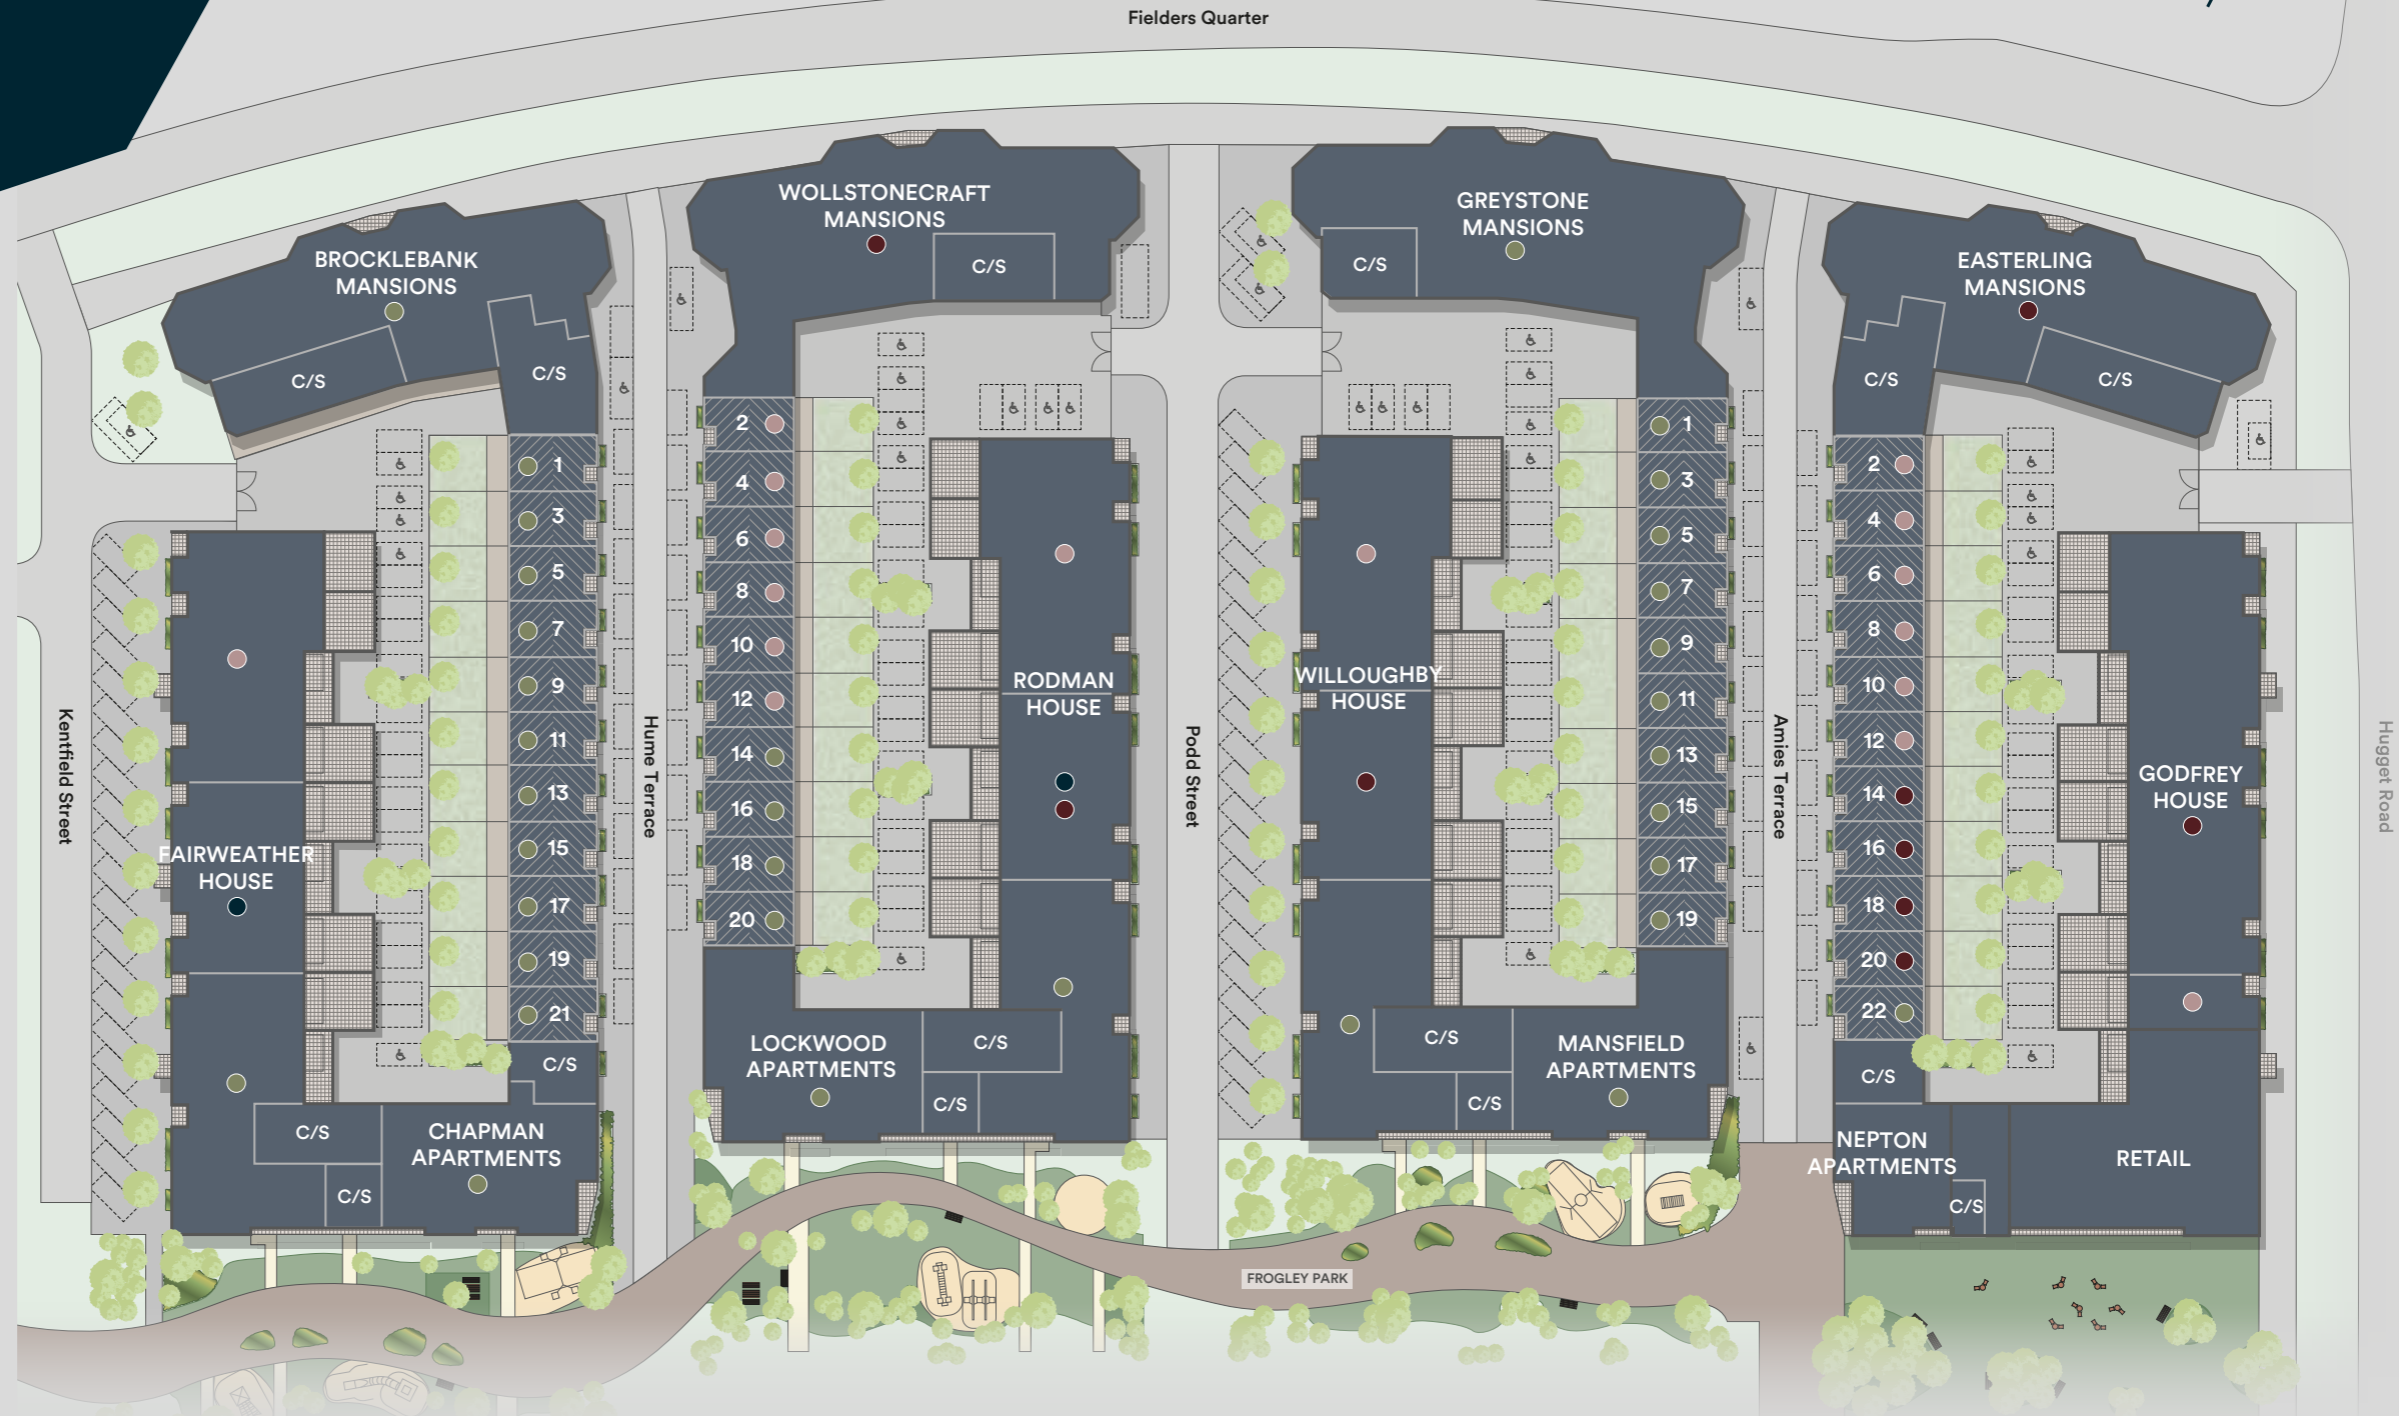 Fielders Quarter
BROCKLEBANK
MANSIONS
C/S
C/S
WOLLSTONECRAFT
MANSIONS
C/S
GREYSTONE
MANSIONS
C/S
EASTERLING
MANSIONS
C/S
C/S
Kentfield Street
FAIRWEATHER
HOUSE
C/S
C/S
CHAPMAN
APARTMENTS
1
3
5
7
9
11
13
15
17
19
21
C/S
Hume Terrace
2
4
6
8
10
12
14
16
18
20
LOCKWOOD
APARTMENTS
C/S
C/S
RODMAN
HOUSE
Podd Street
WILLOUGHBY
HOUSE
C/S
C/S
MANSFIELD
APARTMENTS
1
3
5
7
9
11
13
15
17
19
Amies Terrace
2
4
6
8
10
12
14
16
18
20
22
C/S
NEPTON
APARTMENTS
C/S
GODFREY
HOUSE
RETAIL
Hugget Road
FROGLEY PARK